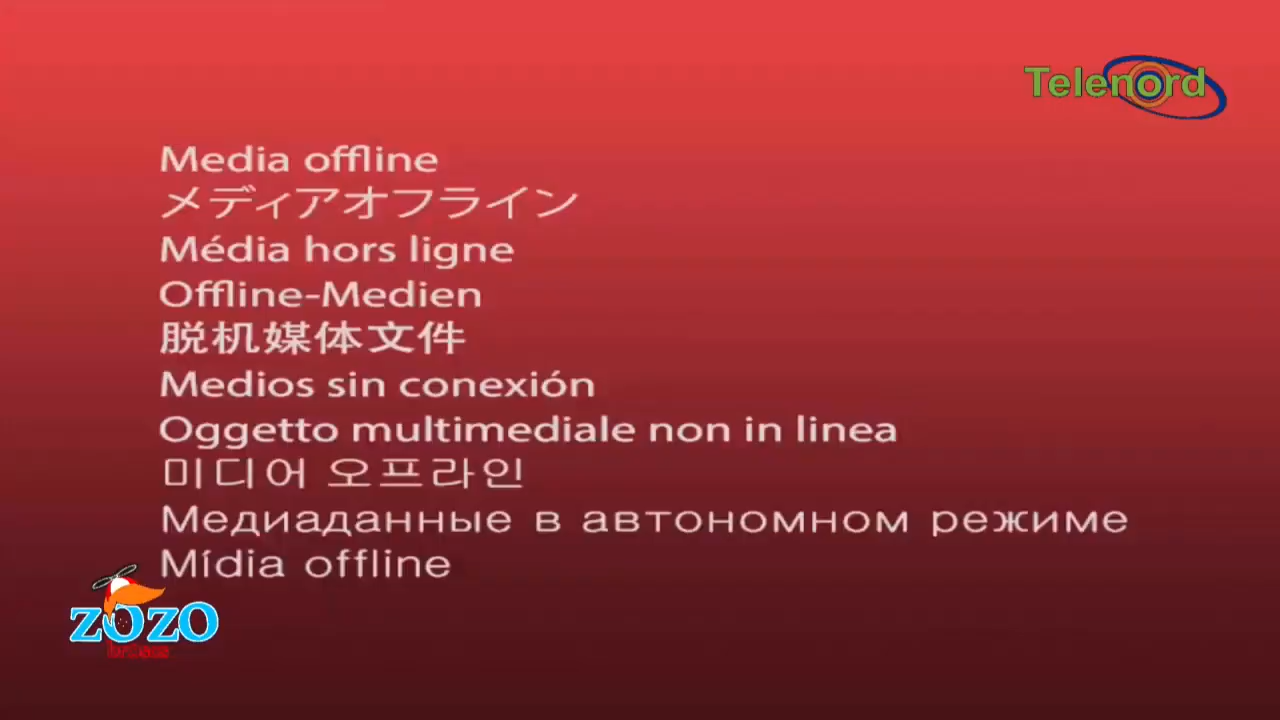 Telenord
Media offline
メディアオフライン
Média hors ligne
Offline-Medien
脱机媒体文件
Medios sin conexión
Oggetto multimediale non in linea
미디어 오프라인
Медиаданные в автономном режиме
Mídia offline
ZOZO